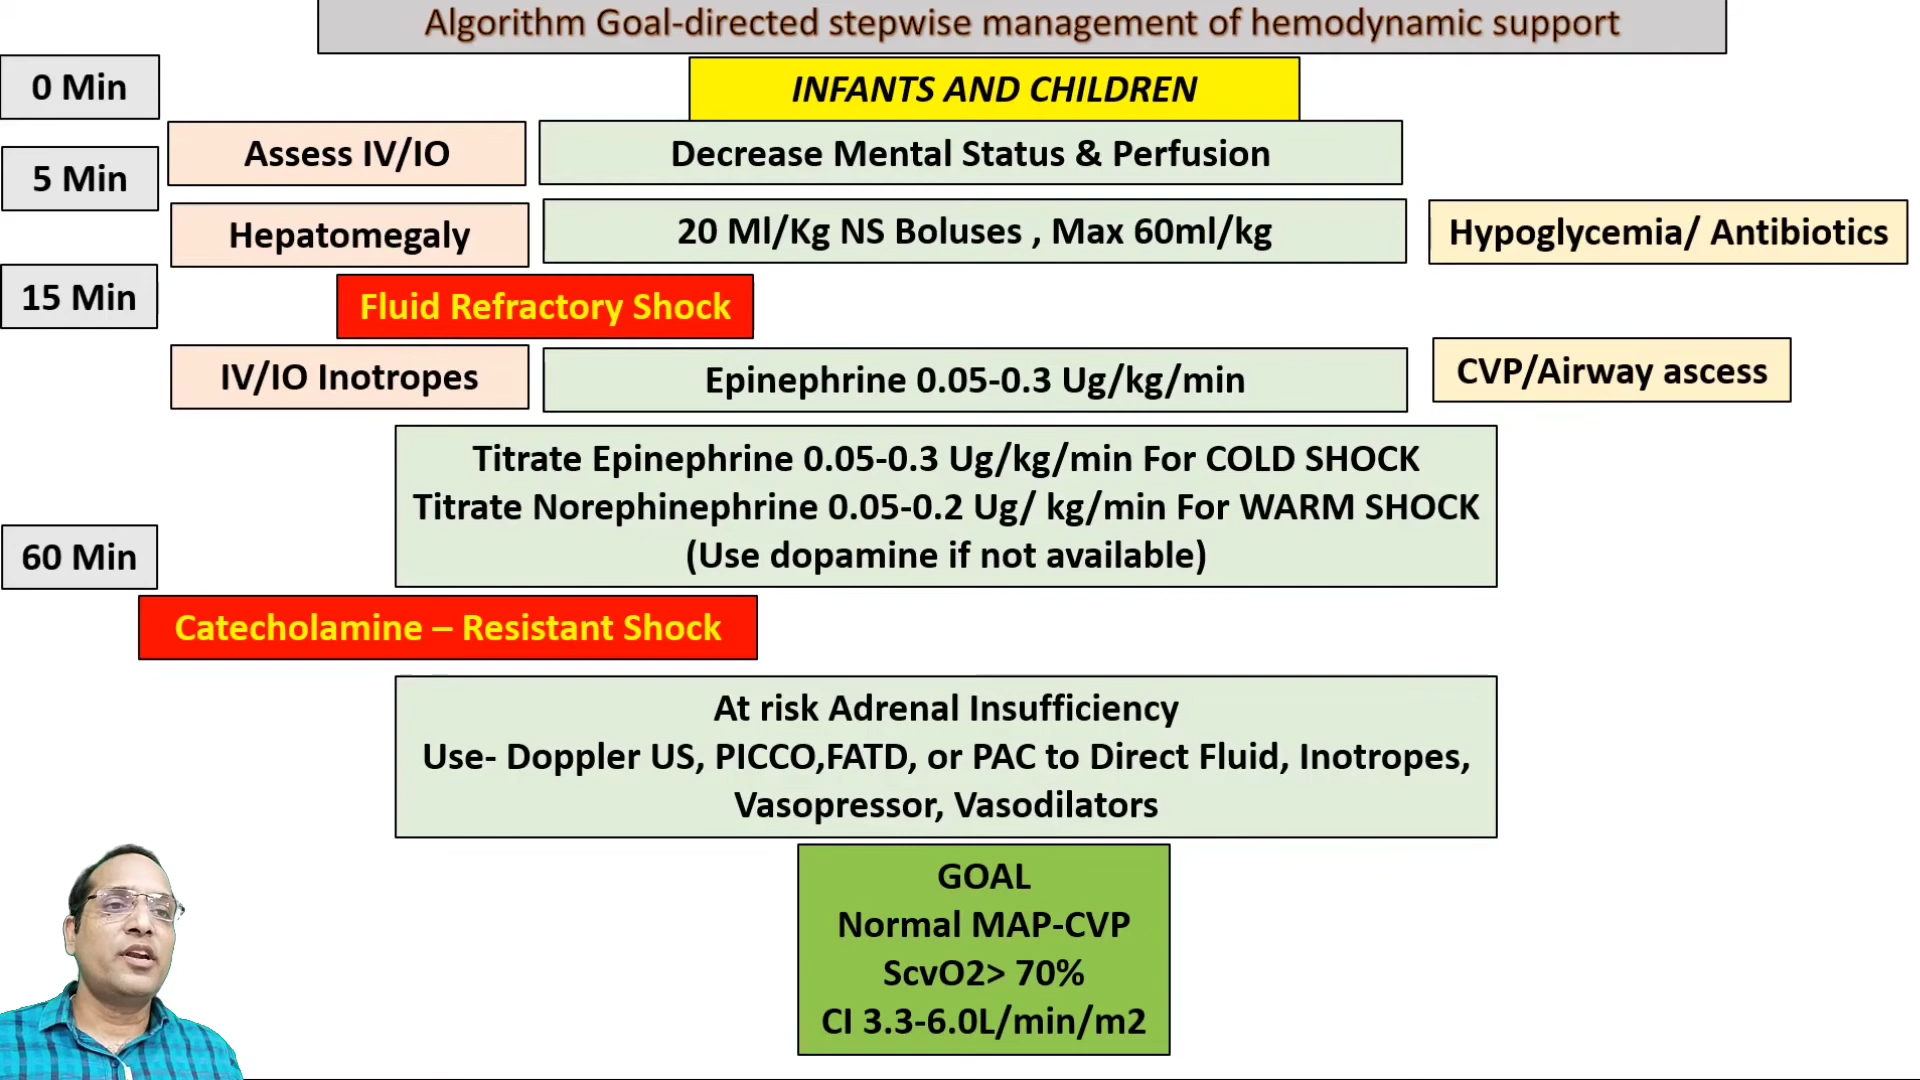 Algorithm Goal-directed stepwise management of hemodynamic support
0 Min
INFANTS AND CHILDREN
Assess IV/IO
Decrease Mental Status & Perfusion
5 Min
Hepatomegaly
20 Ml/Kg NS Boluses , Max 60ml/kg
Hypoglycemia/ Antibiotics
15 Min
Fluid Refractory Shock
IV/IO Inotropes
Epinephrine 0.05-0.3 Ug/kg/min
CVP/Airway ascess
Titrate Epinephrine 0.05-0.3 Ug/kg/min For COLD SHOCK
Titrate Norephinephrine 0.05-0.2 Ug/ kg/min For WARM SHOCK
(Use dopamine if not available)
60 Min
Catecholamine – Resistant Shock
At risk Adrenal Insufficiency
Use- Doppler US, PICCO,FATD, or PAC to Direct Fluid, Inotropes,
Vasopressor, Vasodilators
GOAL
Normal MAP-CVP
ScvO2> 70%
CI 3.3-6.0L/min/m2